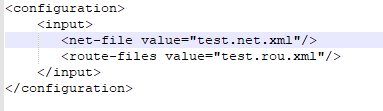 <configuration>
<input>
<net-file value="test.net.xml"/>
<route-files value="test.rou.xml"/>
</input>
</configuration>